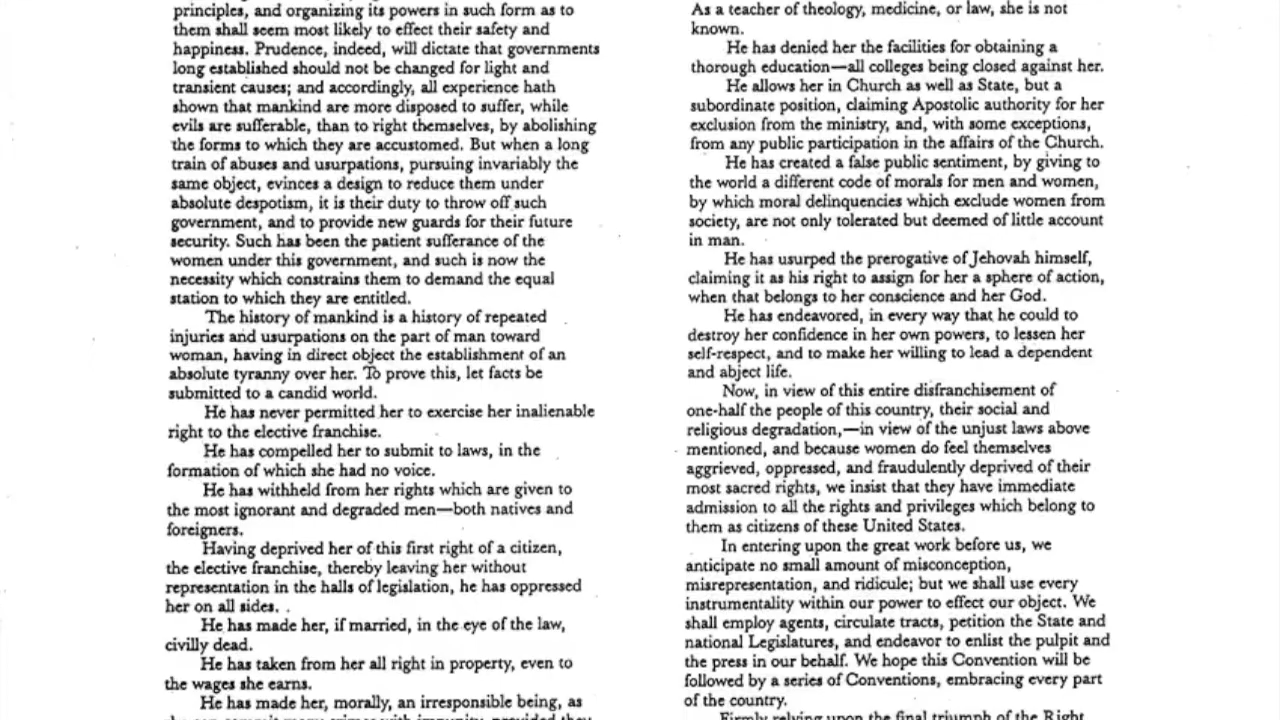 principles, and organizing its powers in such form as to
them shall seem most likely to effect their safety and
happiness. Prudence, indeed, will dictate that governments
long established should not be changed for light and
transient causes; and accordingly, all experience hath
shown that mankind are more disposed to suffer, while
evils are sufferable, than to right themselves, by abolishing
the forms to which they are accustomed. But when a long
train of abuses and usurpations, pursuing invariably the
same object, evinces a design to reduce them under
absolute despotism, it is their duty to throw off such
government, and to provide new guards for their future
security. Such has been the patient sufferance of the
women under this government, and such is now the
necessity which constrains them to demand the equal
station to which they are entitled.
The history of mankind is a history of repeated
injuries and usurpations on the part of man toward
woman, having in direct object the establishment of an
absolute tyranny over her. To prove this, let facts be
submitted to a candid world.
He has never permitted her to exercise her inalienable
right to the elective franchise.
He has compelled her to submit to laws, in the
formation of which she had no voice.
He has withheld from her rights which are given to
the most ignorant and degraded men—both natives and
foreigners.
Having deprived her of this first right of a citizen,
the elective franchise, thereby leaving her without
representation in the halls of legislation, he has oppressed
her on all sides.
He has made her, if married, in the eye of the law,
civilly dead.
He has taken from her all right in property, even to
the wages she earns.
He has made her, morally, an irresponsible being, as
As a teacher of theology, medicine, or law, she is not
known.
He has denied her the facilities for obtaining a
thorough education—all colleges being closed against her.
He allows her in Church as well as State, but a
subordinate position, claiming Apostolic authority for her
exclusion from the ministry, and, with some exceptions,
from any public participation in the affairs of the Church.
He has created a false public sentiment, by giving to
the world a different code of morals for men and women,
by which moral delinquencies which exclude women from
society, are not only tolerated but deemed of little account
in man.
He has usurped the prerogative of Jehovah himself,
claiming it as his right to assign for her a sphere of action,
when that belongs to her conscience and her God.
He has endeavored, in every way that he could to
destroy her confidence in her own powers, to lessen her
self-respect, and to make her willing to lead a dependent
and abject life.
Now, in view of this entire disfranchisement of
one-half the people of this country, their social and
religious degradation,—in view of the unjust laws above
mentioned, and because women do feel themselves
aggrieved, oppressed, and fraudulently deprived of their
most sacred rights, we insist that they have immediate
admission to all the rights and privileges which belong to
them as citizens of these United States.
In entering upon the great work before us, we
anticipate no small amount of misconception,
misrepresentation, and ridicule; but we shall use every
instrumentality within our power to effect our object. We
shall employ agents, circulate tracts, petition the State and
national Legislatures, and endeavor to enlist the pulpit and
the press in our behalf. We hope this Convention will be
followed by a series of Conventions, embracing every part
of the country.
Firmly relying upon the final triumph of the Right